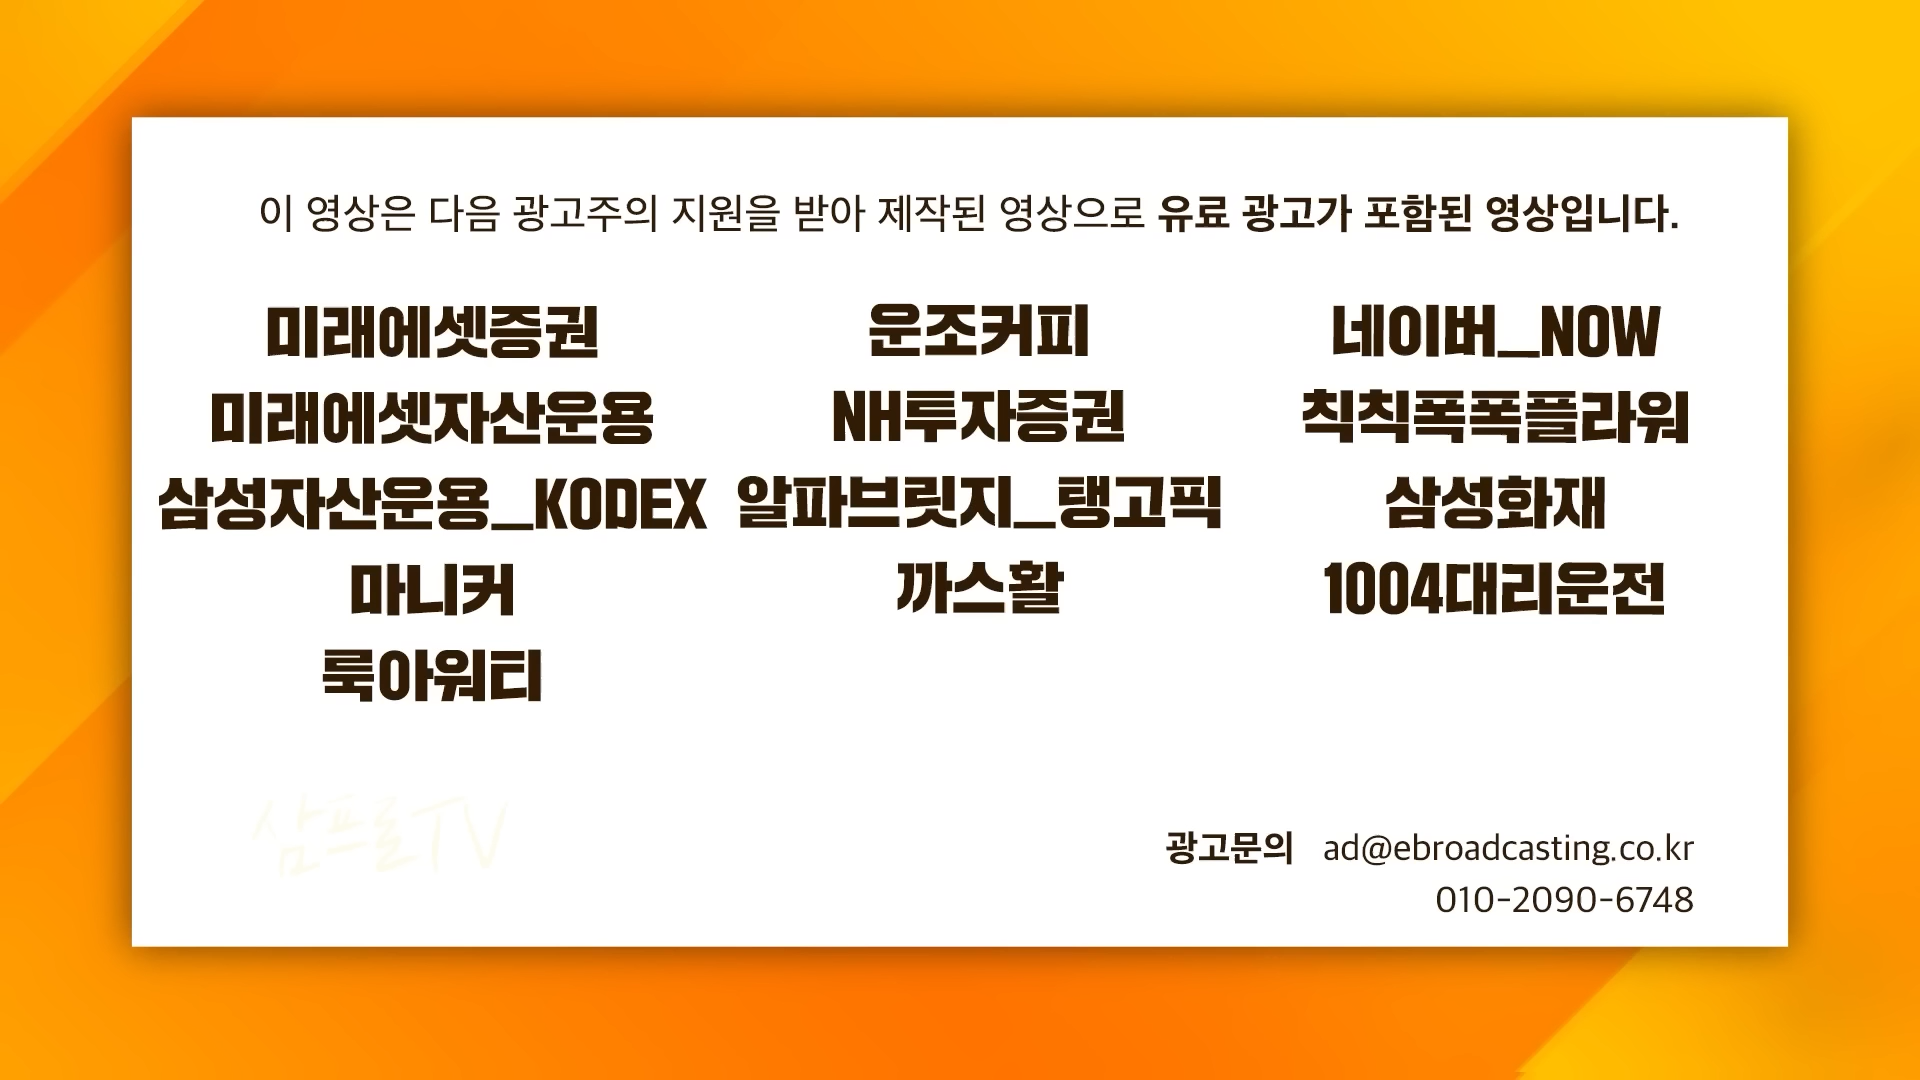 이 영상은 다음 광고주의 지원을 받아 제작된 영상으로 유료 광고가 포함된 영상입니다.
미래에셋증권
미래에셋자산운용
삼성자산운용_KODEX
마니커
룩아워티
운조커피
NH투자증권
알파브릿지_탱고픽
까스활
네이버_NOW
칙칙폭폭플라워
삼성화재
1004대리운전
삼프로TV
광고문의 ad@ebroadcasting.co.kr
010-2090-6748